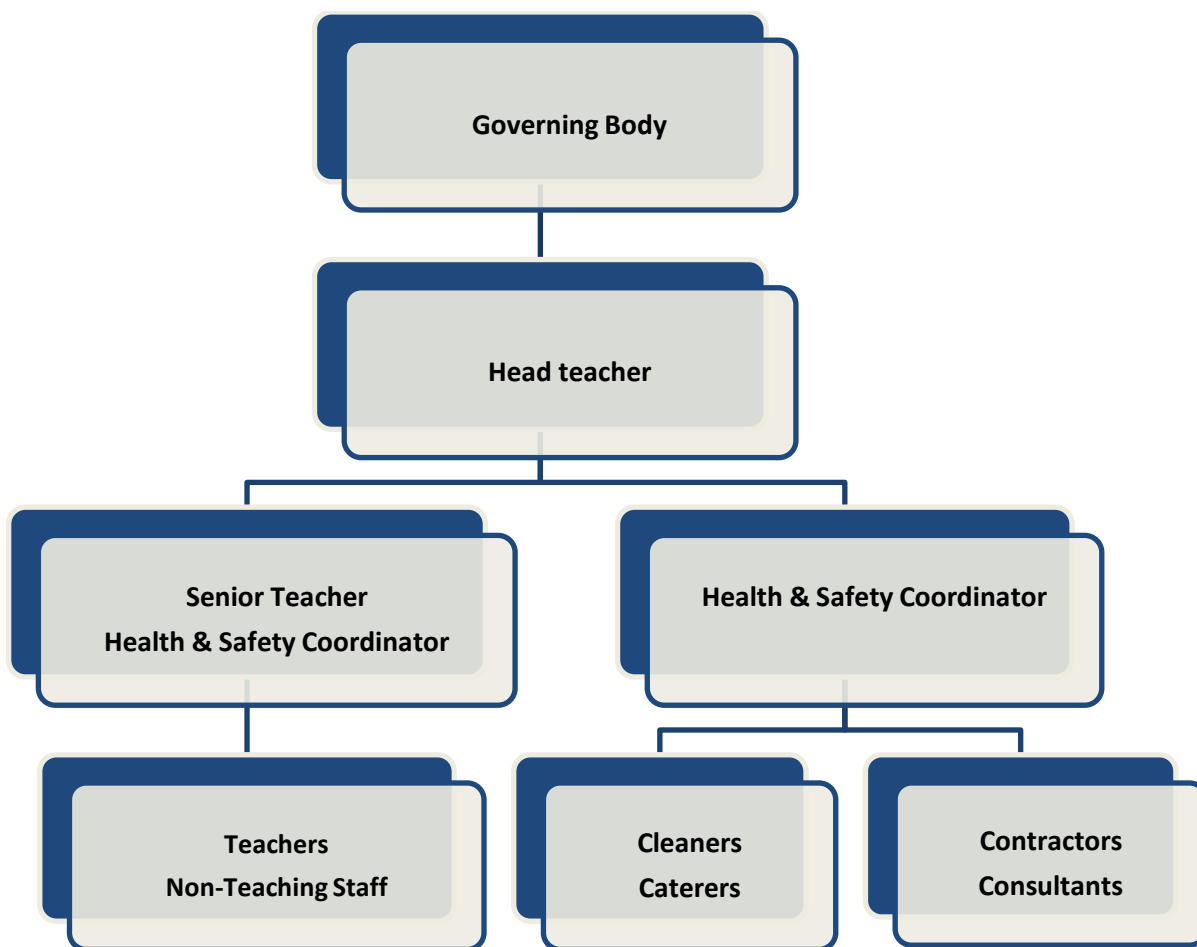 Governing Body
Head teacher
Senior Teacher
Health & Safety Coordinator
Health & Safety Coordinator
Teachers
Non-Teaching Staff
Cleaners
Caterers
Contractors
Consultants